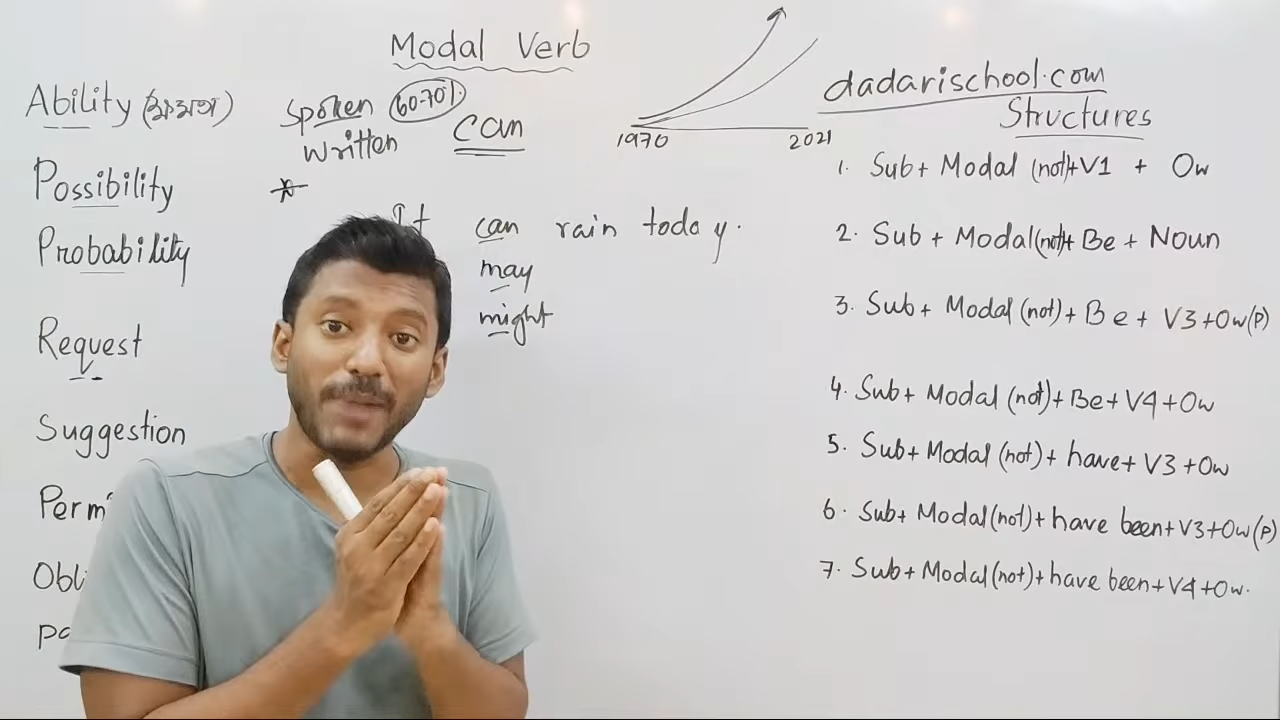 Modal Verb
Ability (ক্ষমতা)
Possibility
Probability
Request
Suggestion
Spoken 60-70%
Written
Can
It can rain today.
may
might
1970
2021
dadarischool.com
Structures
1. Sub+ Modal (not)+V1 + Ow
2. Sub + Modal(not)+ Be + Noun
3. Sub+ Modal (not)+ Be + V3+Ow(P)
4. Sub+ Modal (not)+Be+V4+Ow
5. Sub+Modal (not)+have+ V3 +Ow
6. Sub+ Modal(not)+have been+V3+Ow(P)
7. Sub+Modal(not)+have been+V4+Ow.